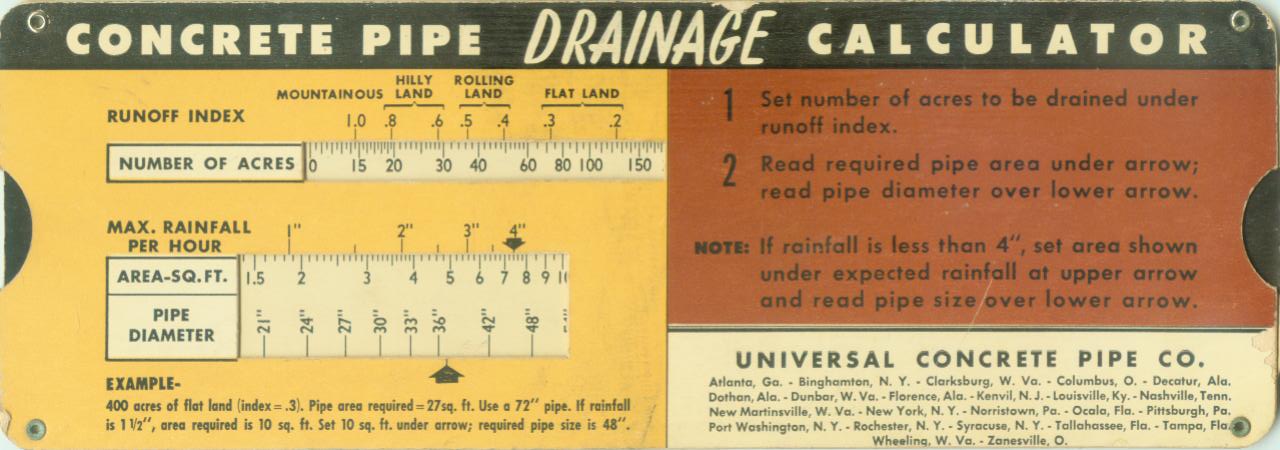 CONCRETE PIPE DRAINAGE CALCULATOR
HILLY ROLLING
MOUNTAINOUS LAND LAND FLAT LAND
RUNOFF INDEX 1.0 .8 .6 .5 .4 .3 .2
NUMBER OF ACRES 0 15 20 30 40 60 80 100 150
MAX. RAINFALL 1" 2" 3" 4"
PER HOUR
AREA-SQ.FT. 1.5 2 3 4 5 6 7 8 9
PIPE
DIAMETER
21" 24" 27" 30" 33" 36" 42" 48"
EXAMPLE-
400 acres of flat land (index = .3). Pipe area required = 27sq. ft. Use a 72" pipe. If rainfall
is 1 1/2", area required is 10 sq. ft. Set 10 sq. ft. under arrow; required pipe size is 48".
1 Set number of acres to be drained under
runoff index.
2 Read required pipe area under arrow;
read pipe diameter over lower arrow.
NOTE: If rainfall is less than 4", set area shown
under expected rainfall at upper arrow
and read pipe size over lower arrow.
UNIVERSAL CONCRETE PIPE CO.
Atlanta, Ga. - Binghamton, N. Y. - Clarksburg, W. Va. - Columbus, O. - Decatur, Ala.
Dothan, Ala. - Dunbar, W. Va. - Florence, Ala. - Kenvil, N. J. - Louisville, Ky. - Nashville, Tenn.
New Martinsville, W. Va. - New York, N. Y. - Norristown, Pa. - Ocala, Fla. - Pittsburgh, Pa.
Port Washington, N. Y. - Rochester, N. Y. - Syracuse, N. Y. - Tallahassee, Fla. - Tampa, Fla.
Wheeling, W. Va. - Zanesville, O.